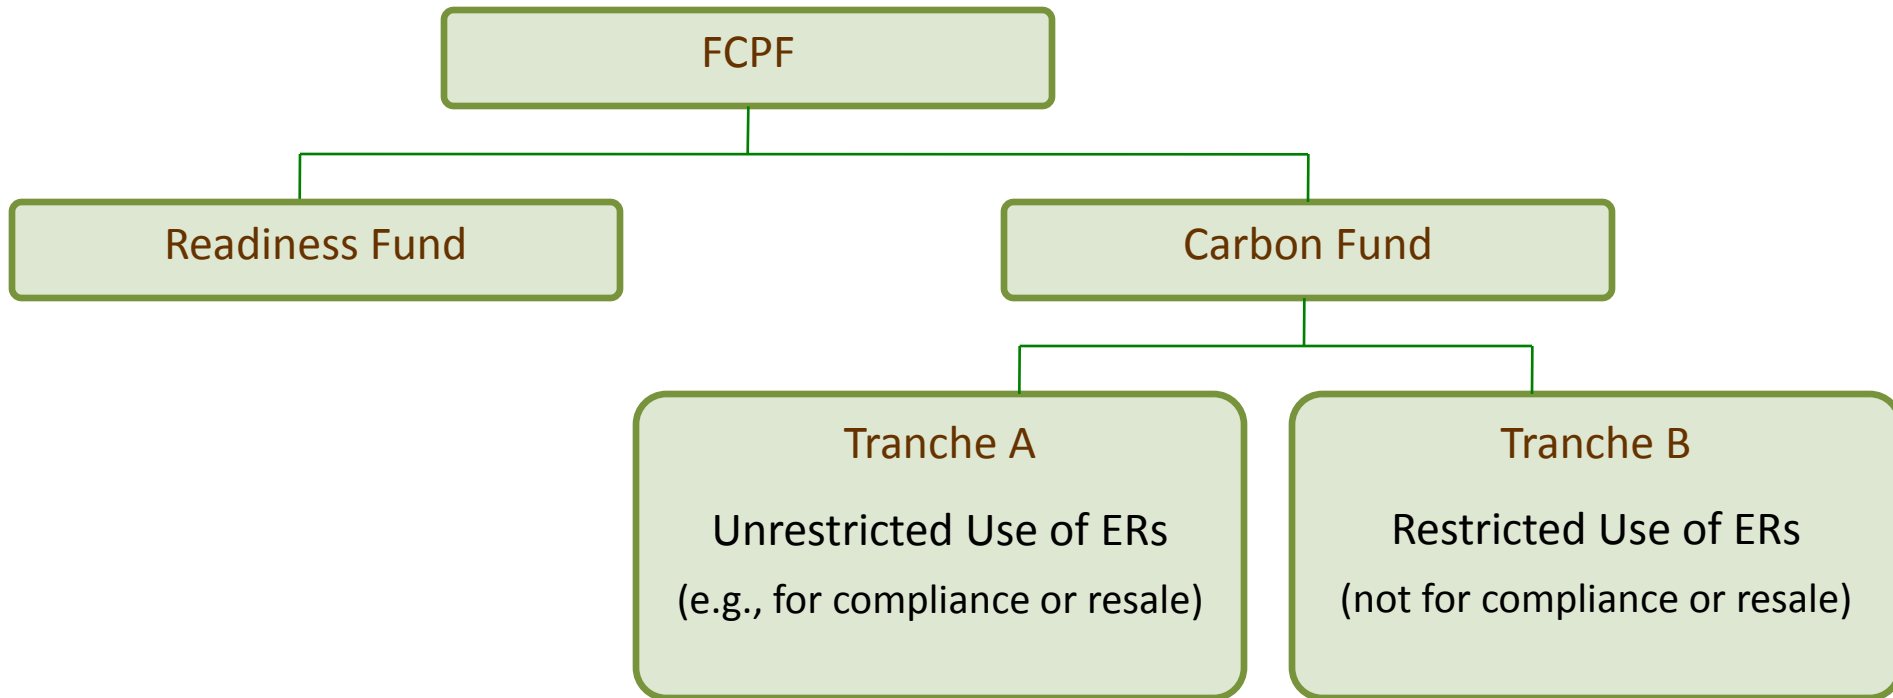 FCPF
Readiness Fund
Carbon Fund
Tranche A
Unrestricted Use of ERs
(e.g., for compliance or resale)
Tranche B
Restricted Use of ERs
(not for compliance or resale)